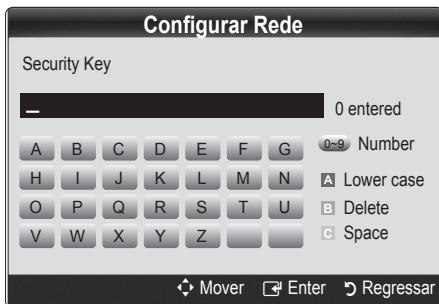 Configurar Rede
Security Key
_ 0 entered
A B C D E F G 0~9 Number
H I J K L M N A Lower case
O P Q R S T U B Delete
V W X Y Z C Space
Mover Enter Regressar